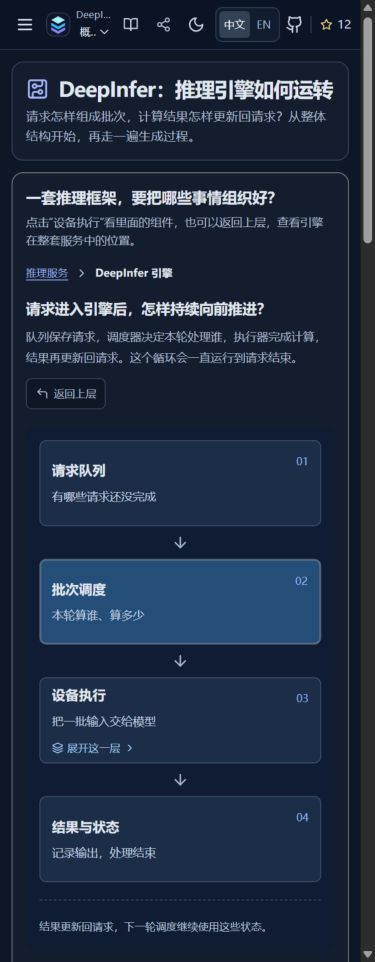 DeepI...
概..
中文
EN
12
DeepInfer：推理引擎如何运转
请求怎样组成批次，计算结果怎样更新回请求？从整体
结构开始，再走一遍生成过程。
一套推理框架，要把哪些事情组织好？
点击“设备执行”看里面的组件，也可以返回上层，查看引擎
在整套服务中的位置。
推理服务 > DeepInfer 引擎
请求进入引擎后，怎样持续向前推进？
队列保存请求，调度器决定本轮处理谁，执行器完成计算，
结果再更新回请求。这个循环会一直运行到请求结束。
返回上层
01
请求队列
有哪些请求还没完成
02
批次调度
本轮算谁、算多少
03
设备执行
把一批输入交给模型
展开这一层 >
04
结果与状态
记录输出，处理结束
结果更新回请求，下一轮调度继续使用这些状态。